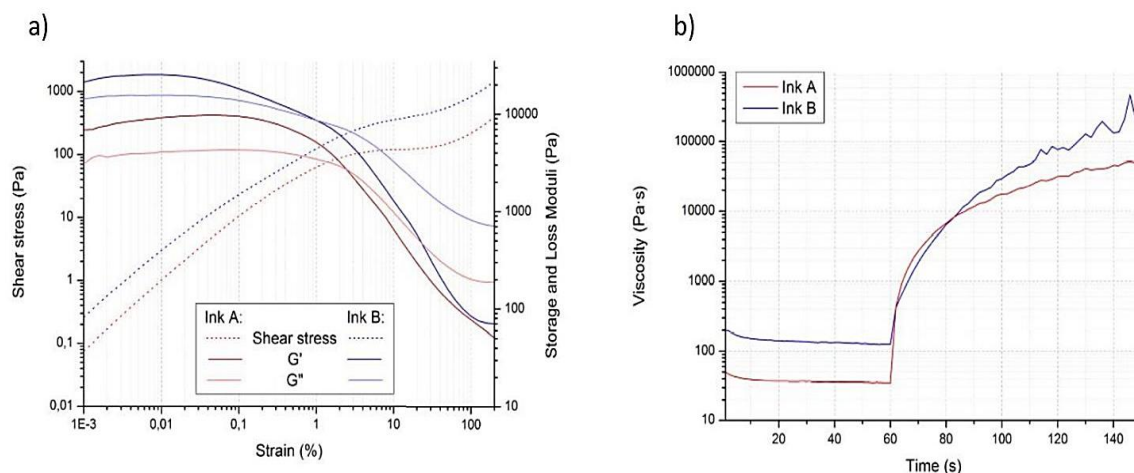 a)
Shear stress (Pa)
1000
100
10
1
0,1
0,01
1E-3
0,01
0,1
1
10
100
Strain (%)
10000
1000
100
10
Storage and Loss Moduli (Pa)
Ink A: Ink B:
Shear stress
G'
G"
b)
Viscosity (Pa·s)
1000000
100000
10000
1000
100
10
20
40
60
80
100
120
140
Time (s)
Ink A
Ink B